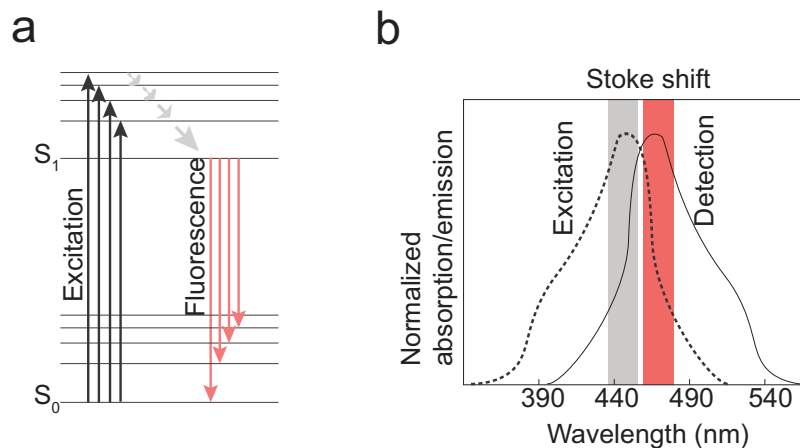 a
S1
Excitation
Fluorescence
S0
b
Stoke shift
Excitation
Detection
Normalized
absorption/emission
390 440 490 540
Wavelength (nm)